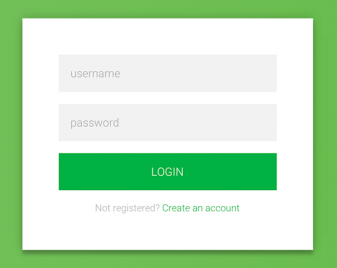 username
password
LOGIN
Not registered? Create an account